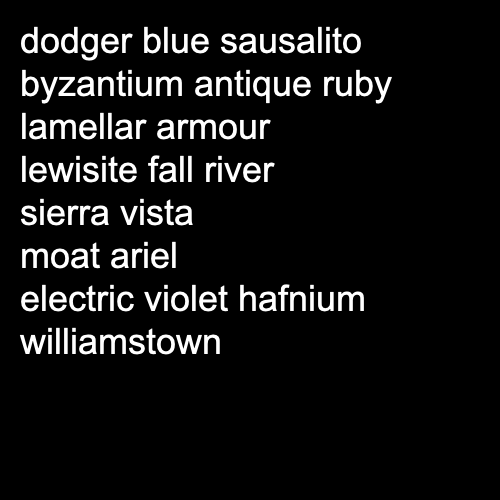 dodger blue sausalito
byzantium antique ruby
lamellar armour
lewisite fall river
sierra vista
moat ariel
electric violet hafnium
williamstown